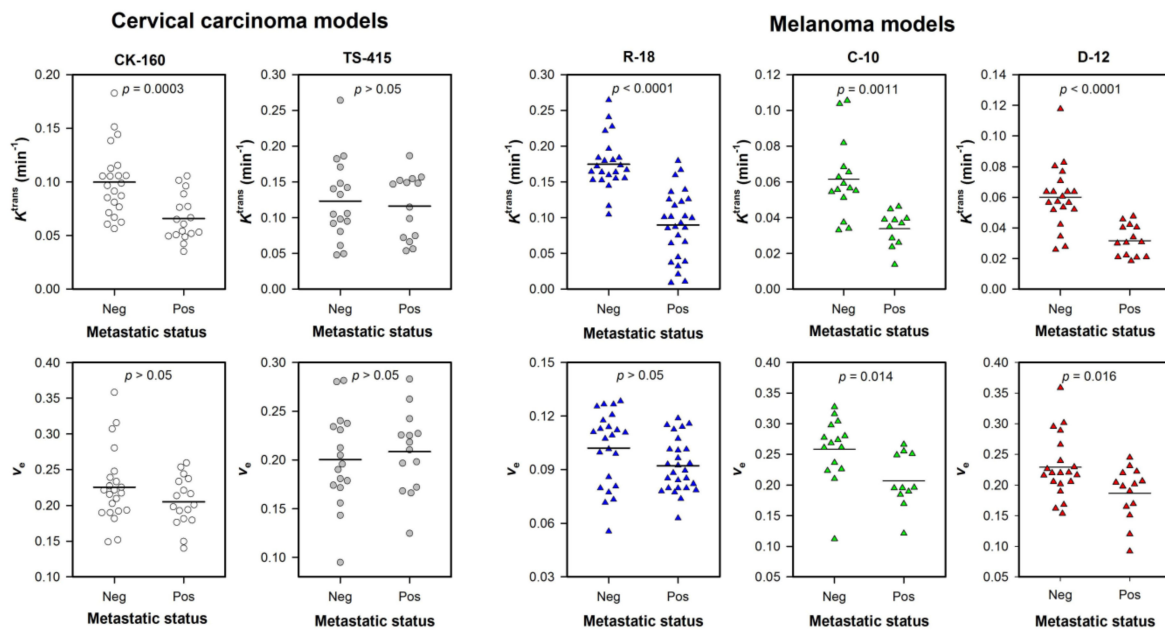 Cervical carcinoma models
Melanoma models
CK-160
TS-415
R-18
C-10
D-12
K^trans (min^-1)
0.20
0.15
0.10
0.05
0.00
p = 0.0003
Neg
Pos
Metastatic status
K^trans (min^-1)
0.30
0.25
0.20
0.15
0.10
0.05
0.00
p > 0.05
Neg
Pos
Metastatic status
K^trans (min^-1)
0.30
0.25
0.20
0.15
0.10
0.05
0.00
p < 0.0001
Neg
Pos
Metastatic status
K^trans (min^-1)
0.12
0.10
0.08
0.06
0.04
0.02
0.00
p = 0.0011
Neg
Pos
Metastatic status
K^trans (min^-1)
0.14
0.12
0.10
0.08
0.06
0.04
0.02
0.00
p < 0.0001
Neg
Pos
Metastatic status
v_e
0.40
0.35
0.30
0.25
0.20
0.15
0.10
p > 0.05
Neg
Pos
Metastatic status
v_e
0.30
0.25
0.20
0.15
0.10
p > 0.05
Neg
Pos
Metastatic status
v_e
0.15
0.12
0.09
0.06
0.03
p > 0.05
Neg
Pos
Metastatic status
v_e
0.40
0.35
0.30
0.25
0.20
0.15
0.10
0.05
p = 0.014
Neg
Pos
Metastatic status
v_e
0.40
0.35
0.30
0.25
0.20
0.15
0.10
0.05
p = 0.016
Neg
Pos
Metastatic status